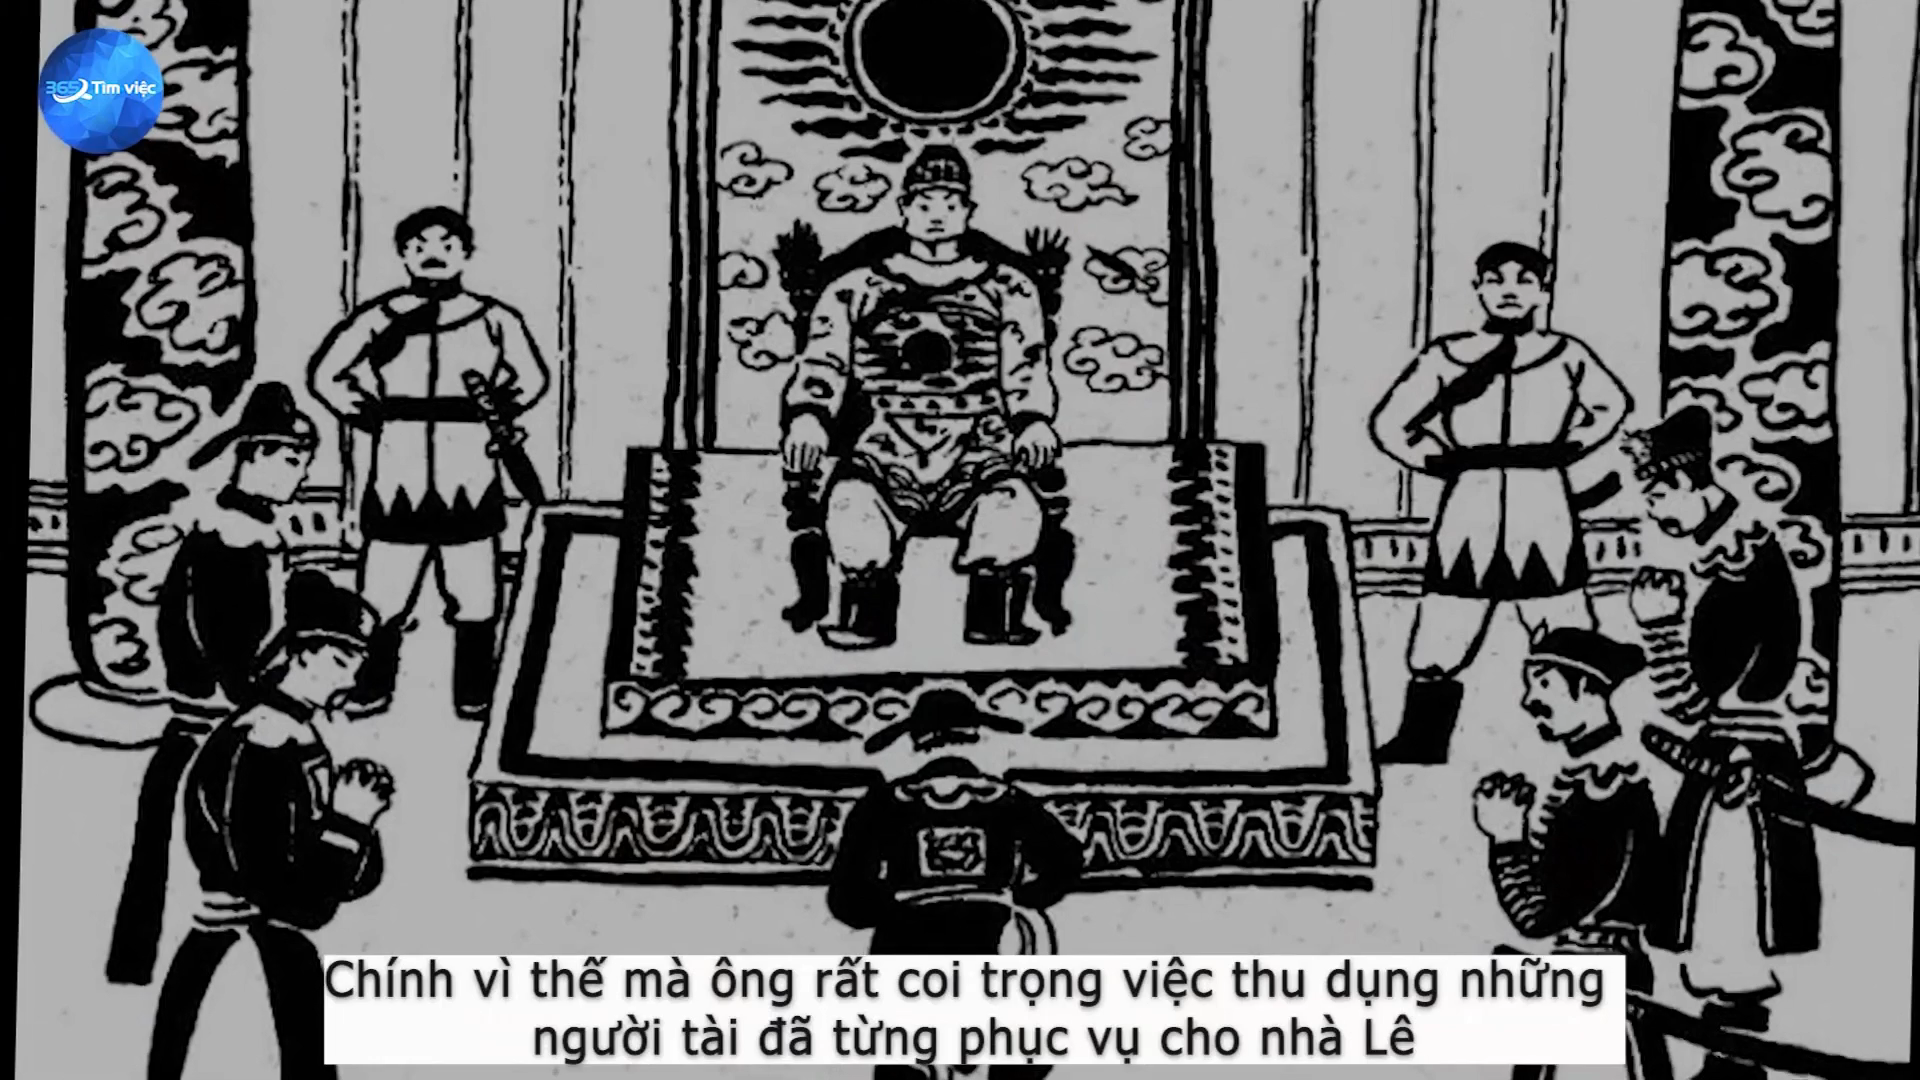 365 Tìm việc
Chính vì thế mà ông rất coi trọng việc thu dụng những
người tài đã từng phục vụ cho nhà Lê